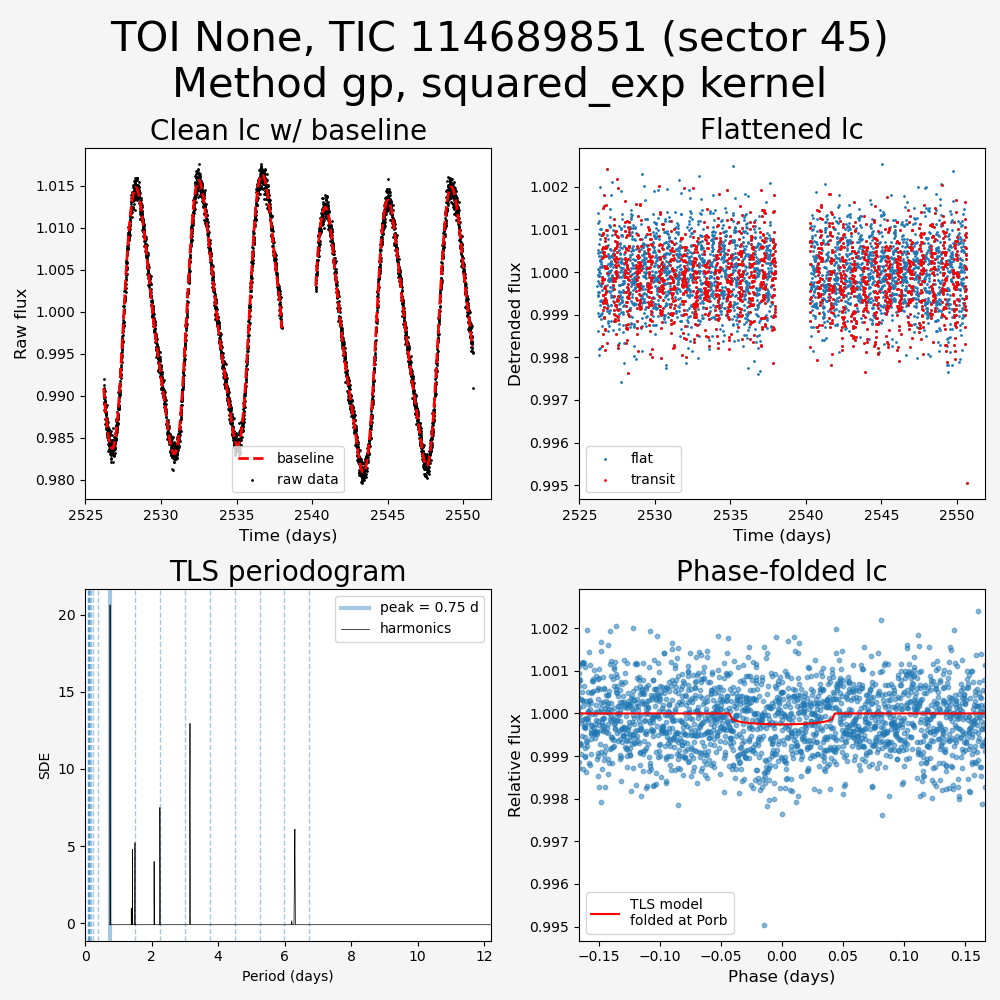 TOI None, TIC 114689851 (sector 45)
Method gp, squared_exp kernel
Clean lc w/ baseline
Raw flux
1.015
1.010
1.005
1.000
0.995
0.990
0.985
0.980
baseline
raw data
2525
2530
2535
2540
2545
2550
Time (days)
Flattened lc
Detrended flux
1.002
1.001
1.000
0.999
0.998
0.997
0.996
0.995
flat
transit
2525
2530
2535
2540
2545
2550
Time (days)
TLS periodogram
SDE
20
15
10
5
0
peak = 0.75 d
harmonics
0
2
4
6
8
10
12
Period (days)
Phase-folded lc
Relative flux
1.002
1.001
1.000
0.999
0.998
0.997
0.996
0.995
TLS model
folded at Porb
−0.15
−0.10
−0.05
0.00
0.05
0.10
0.15
Phase (days)